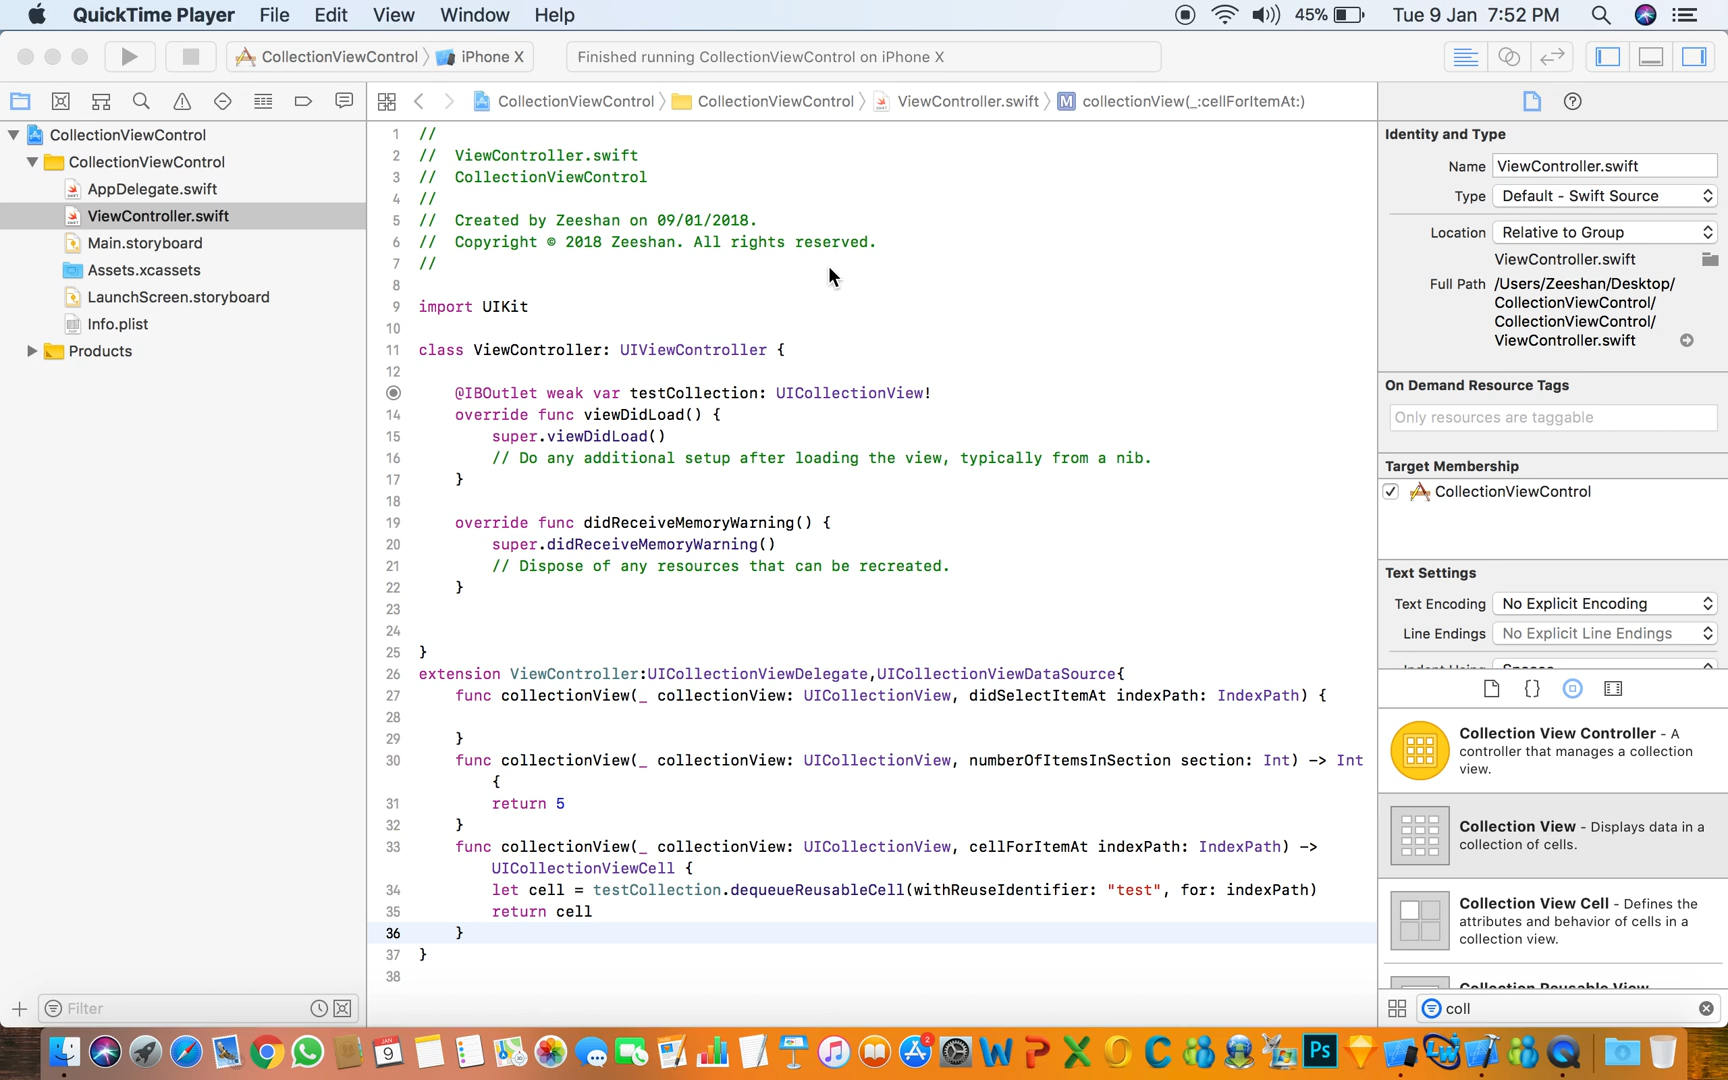 QuickTime Player File Edit View Window Help 45% Tue 9 Jan 7:52 PM
CollectionViewControl iPhone X Finished running CollectionViewControl on iPhone X
CollectionViewControl CollectionViewControl ViewController.swift M collectionView(_:cellForItemAt:)
CollectionViewControl
CollectionViewControl
AppDelegate.swift
ViewController.swift
Main.storyboard
Assets.xcassets
LaunchScreen.storyboard
Info.plist
Products
Filter
1 //
2 //  ViewController.swift
3 //  CollectionViewControl
4 //
5 //  Created by Zeeshan on 09/01/2018.
6 //  Copyright © 2018 Zeeshan. All rights reserved.
7 //
8
9 import UIKit
10
11 class ViewController: UIViewController {
12
    @IBOutlet weak var testCollection: UICollectionView!
14     override func viewDidLoad() {
15         super.viewDidLoad()
16         // Do any additional setup after loading the view, typically from a nib.
17     }
18
19     override func didReceiveMemoryWarning() {
20         super.didReceiveMemoryWarning()
21         // Dispose of any resources that can be recreated.
22     }
23
24
25 }
26 extension ViewController:UICollectionViewDelegate,UICollectionViewDataSource{
27     func collectionView(_ collectionView: UICollectionView, didSelectItemAt indexPath: IndexPath) {
28
29     }
30     func collectionView(_ collectionView: UICollectionView, numberOfItemsInSection section: Int) -> Int
        {
31         return 5
32     }
33     func collectionView(_ collectionView: UICollectionView, cellForItemAt indexPath: IndexPath) ->
        UICollectionViewCell {
34         let cell = testCollection.dequeueReusableCell(withReuseIdentifier: "test", for: indexPath)
35         return cell
36     }
37 }
38
Identity and Type
Name ViewController.swift
Type Default - Swift Source
Location Relative to Group
ViewController.swift
Full Path /Users/Zeeshan/Desktop/
CollectionViewControl/
CollectionViewControl/
ViewController.swift
On Demand Resource Tags
Only resources are taggable
Target Membership
CollectionViewControl
Text Settings
Text Encoding No Explicit Encoding
Line Endings No Explicit Line Endings
Indent Using Spaces
{}
Collection View Controller - A
controller that manages a collection
view.
Collection View - Displays data in a
collection of cells.
Collection View Cell - Defines the
attributes and behavior of cells in a
collection view.
Collection Reusable View
coll
JAN
9
2
Ps